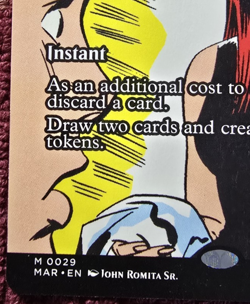 Instant
As an additional cost to
discard a card.
Draw two cards and crea
tokens.
M 0029
MAR • EN John Romita Sr.